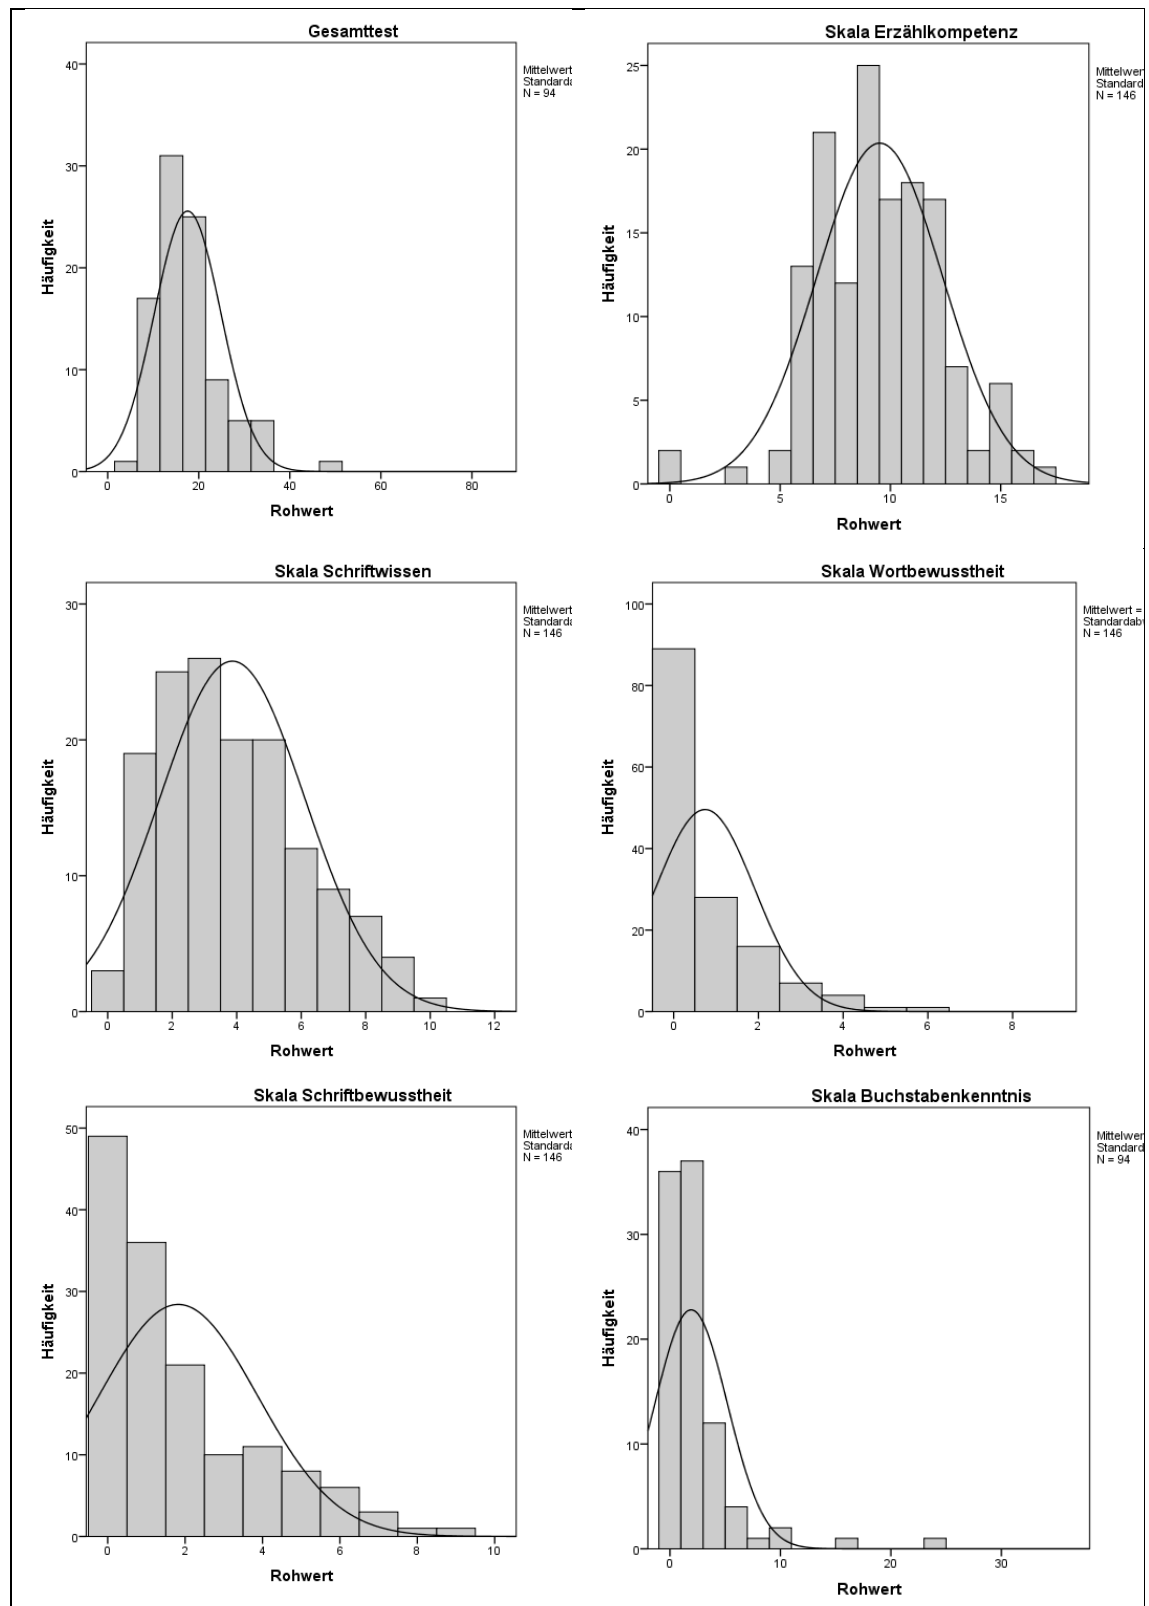 Gesamttest
Mittelwert
Standarda
N = 94
40
30
20
10
0
Häufigkeit
0 20 40 60 80
Rohwert
Skala Erzählkompetenz
Mittelwer
Standard
N = 146
25
20
15
10
5
0
Häufigkeit
0 5 10 15
Rohwert
Skala Schriftwissen
Mittelwert
Standarda
N = 146
30
20
10
0
Häufigkeit
0 2 4 6 8 10 12
Rohwert
Skala Wortbewusstheit
Mittelwert =
Standardabw
N = 146
100
80
60
40
20
0
Häufigkeit
0 2 4 6 8
Rohwert
Skala Schriftbewusstheit
Mittelwert
Standarda
N = 146
50
40
30
20
10
0
Häufigkeit
0 2 4 6 8 10
Rohwert
Skala Buchstabenkenntnis
Mittelwer
Standard
N = 94
40
30
20
10
0
Häufigkeit
0 10 20 30
Rohwert